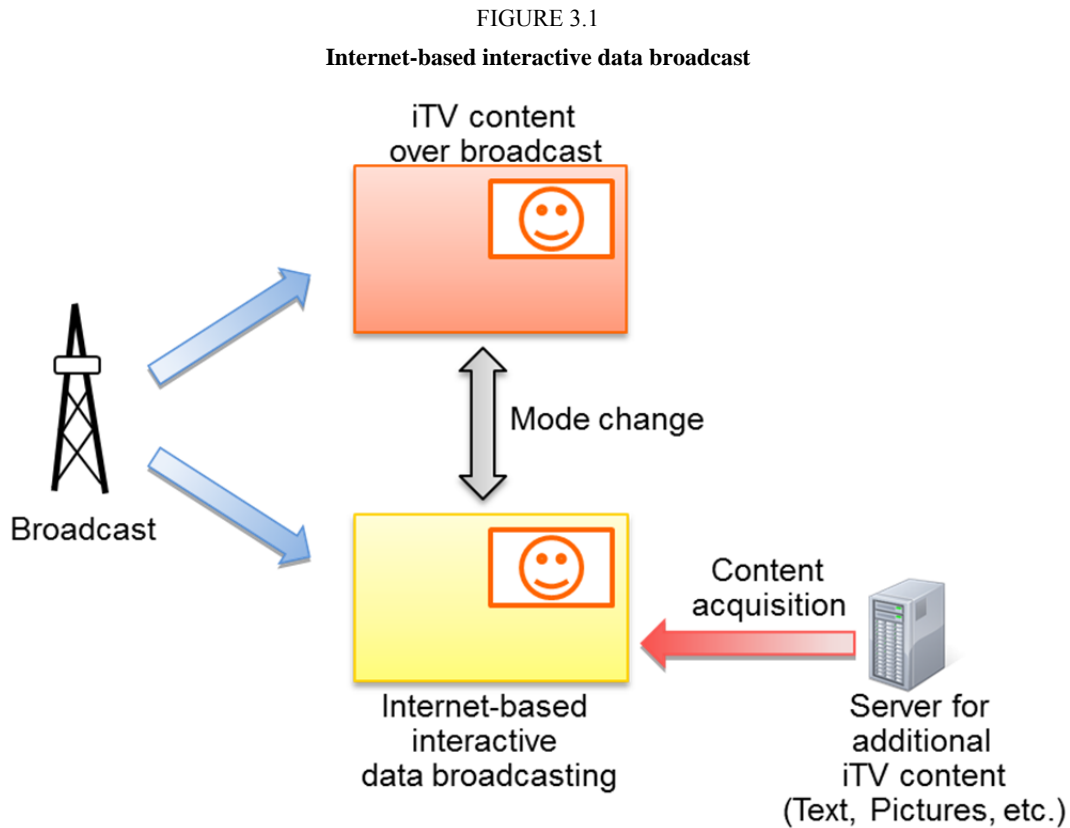 FIGURE 3.1
Internet-based interactive data broadcast
iTV content
over broadcast
Mode change
Broadcast
Content
acquisition
Internet-based
interactive
data broadcasting
Server for
additional
iTV content
(Text, Pictures, etc.)